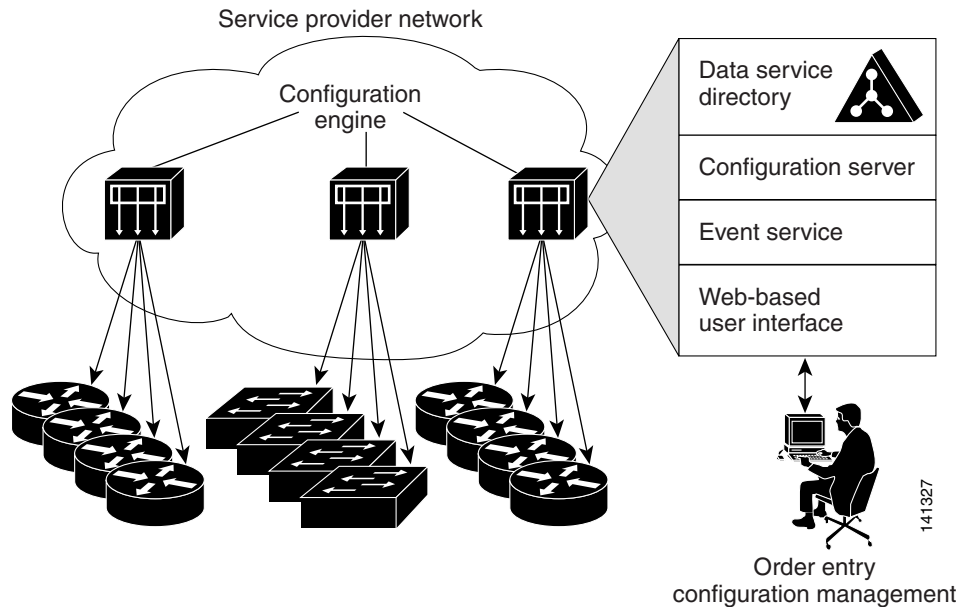 Service provider network
Configuration
engine
Data service
directory
Configuration server
Event service
Web-based
user interface
141327
Order entry
configuration management